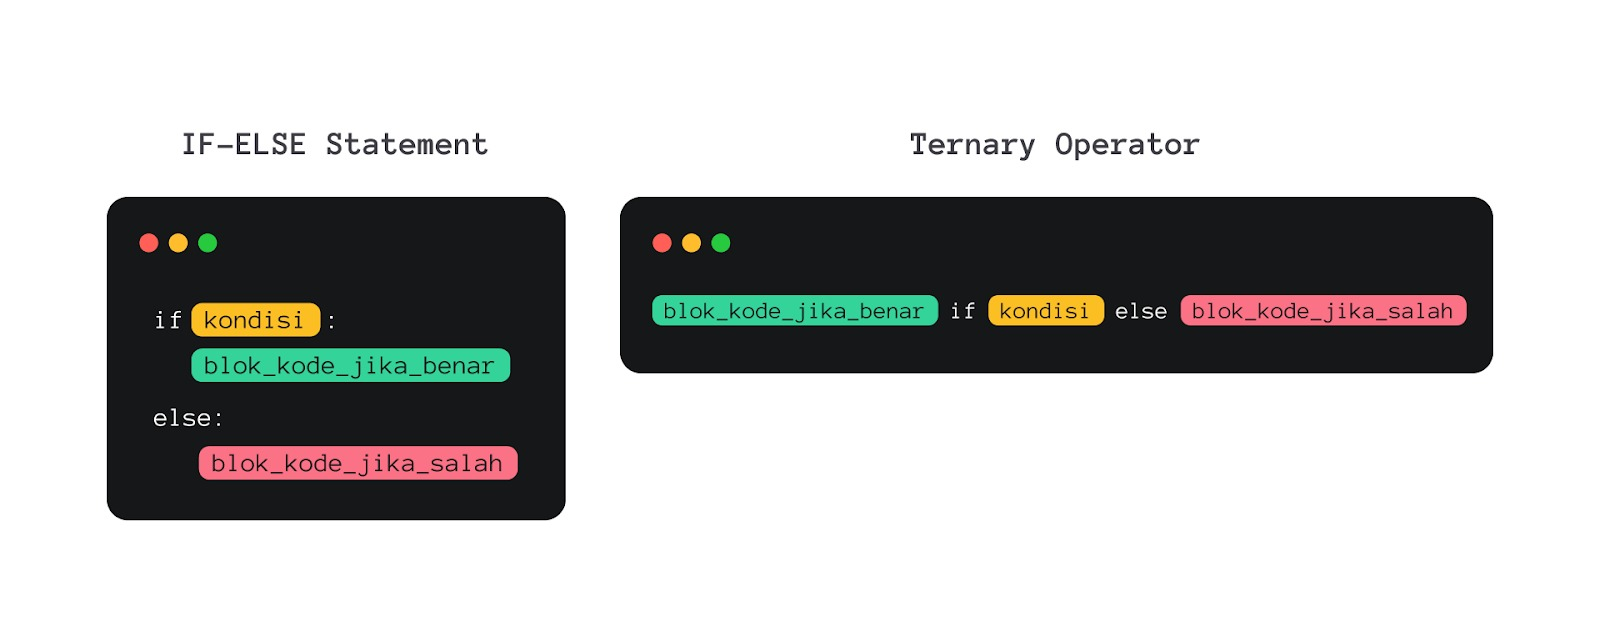 IF-ELSE Statement
if kondisi :
blok_kode_jika_benar
else:
blok_kode_jika_salah
Ternary Operator
blok_kode_jika_benar if kondisi else blok_kode_jika_salah